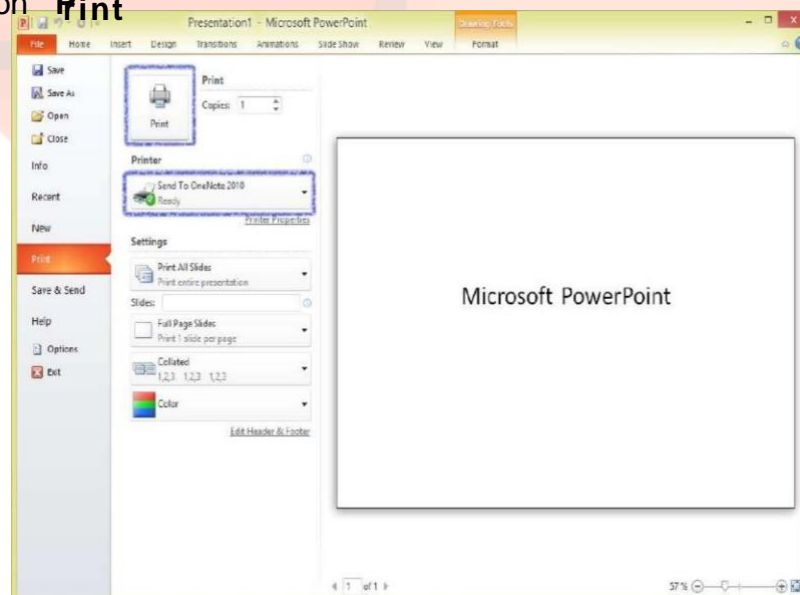 on Print
Presentation1 - Microsoft PowerPoint
Drawing Tools
File Home Insert Design Transitions Animations Slide Show Review View Format
Save
Save As
Open
Close
Info
Recent
New
Print
Save & Send
Help
Options
Exit
Print
Print
Copies: 1
Printer
Send To OneNote 2010
Ready
Printer Properties
Settings
Print All Slides
Print entire presentation
Slides:
Full Page Slides
Print 1 slide per page
Collated
1,2,3 1,2,3 1,2,3
Color
Edit Header & Footer
Microsoft PowerPoint
1 of 1
57%